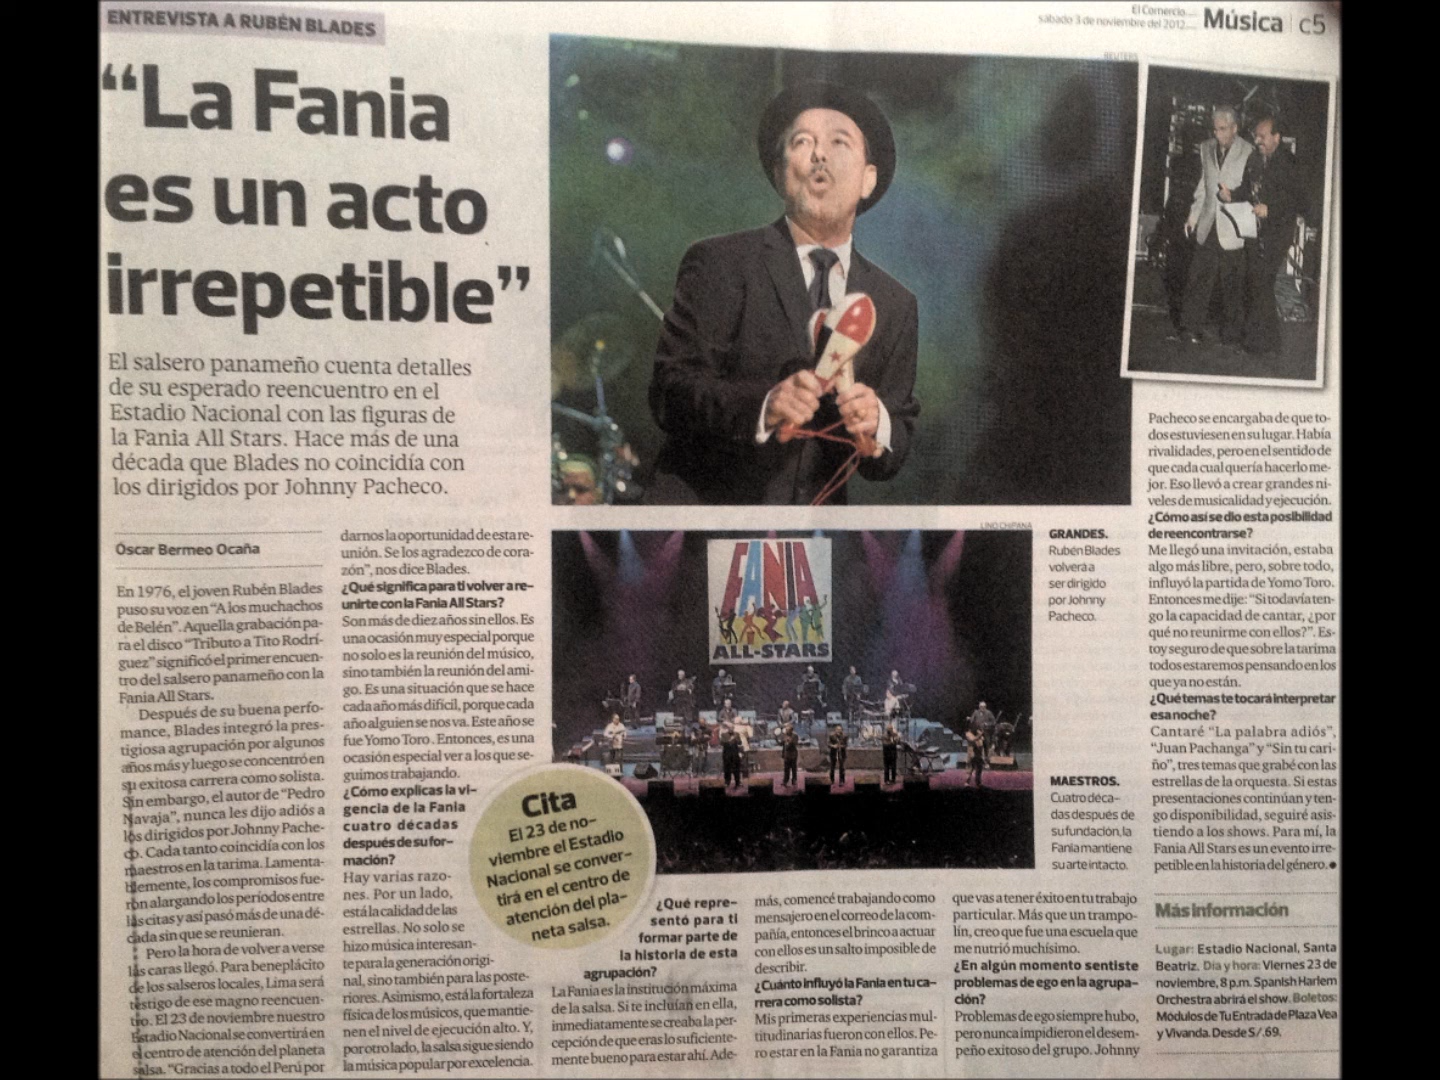 ENTREVISTA A RUBÉN BLADES
El Comercio
sábado 3 de noviembre del 2012
Música | c5
“La Fania
es un acto
irrepetible”
El salsero panameño cuenta detalles
de su esperado reencuentro en el
Estadio Nacional con las figuras de
la Fania All Stars. Hace más de una
década que Blades no coincidía con
los dirigidos por Johnny Pacheco.
Óscar Bermeo Ocaña
En 1976, el joven Rubén Blades
puso su voz en “A los muchachos
de Belén”. Aquella grabación pa-
ra el disco “Tributo a Tito Rodrí-
guez” significó el primer encuen-
tro del salsero panameño con la
Fania All Stars.
Después de su buena perfo-
mance, Blades integró la pres-
tigiosa agrupación por algunos
años más y luego se concentró en
su exitosa carrera como solista.
Sin embargo, el autor de “Pedro
Navaja”, nunca les dijo adiós a
los dirigidos por Johnny Pache-
co. Cada tanto coincidía con los
maestros en la tarima. Lamenta-
blemente, los compromisos fue-
ron alargando los períodos entre
las citas y así pasó más de una dé-
cada sin que se reunieran.
Pero la hora de volver a verse
las caras llegó. Para beneplácito
de los salseros locales, Lima será
testigo de ese magno reencuen-
tro. El 23 de noviembre nuestro
Estadio Nacional se convertirá en
el centro de atención del planeta
salsa. “Gracias a todo el Perú por
darnos la oportunidad de esta re-
unión. Se los agradezco de cora-
zón”, nos dice Blades.
¿Qué significa para ti volver a re-
unirte con la Fania All Stars?
Son más de diez años sin ellos. Es
una ocasión muy especial porque
no solo es la reunión del músico,
sino también la reunión del ami-
go. Es una situación que se hace
cada año más difícil, porque cada
año alguien se nos va. Este año se
fue Yomo Toro. Entonces, es una
ocasión especial ver a los que se-
guimos trabajando.
¿Cómo explicas la vi-
gencia de la Fania
cuatro décadas
después de su for-
mación?
Hay varias razo-
nes. Por un lado,
está la calidad de las
estrellas. No solo se
hizo música interesan-
te para la generación origi-
nal, sino también para las poste-
riores. Asimismo, está la fortaleza
física de los músicos, que mantie-
nen el nivel de ejecución alto. Y,
por otro lado, la salsa sigue siendo
la música popular por excelencia.
Cita
El 23 de no-
viembre el Estadio
Nacional se conver-
tirá en el centro de
atención del pla-
neta salsa.
¿Qué repre-
sentó para ti
formar parte de
la historia de esta
agrupación?
La Fania es la institución máxima
de la salsa. Si te incluían en ella,
inmediatamente se creaba la per-
cepción de que eras lo suficiente-
mente bueno para estar ahí. Ade-
más, comencé trabajando como
mensajero en el correo de la com-
pañía, entonces el brinco a actuar
con ellos es un salto imposible de
describir.
¿Cuánto influyó la Fania en tu ca-
rrera como solista?
Mis primeras experiencias mul-
titudinarias fueron con ellos. Pe-
ro estar en la Fania no garantiza
que vas a tener éxito en tu trabajo
particular. Más que un trampo-
lín, creo que fue una escuela que
me nutrió muchísimo.
¿En algún momento sentiste
problemas de ego en la agrupa-
ción?
Problemas de ego siempre hubo,
pero nunca impidieron el desem-
peño exitoso del grupo. Johnny
Pacheco se encargaba de que to-
dos estuviesen en su lugar. Había
rivalidades, pero en el sentido de
que cada cual quería hacerlo me-
jor. Eso llevó a crear grandes ni-
veles de musicalidad y ejecución.
¿Cómo así se dio esta posibilidad
de reencontrarse?
Me llegó una invitación, estaba
algo más libre, pero, sobre todo,
influyó la partida de Yomo Toro.
Entonces me dije: “Si todavía ten-
go la capacidad de cantar, ¿por
qué no reunirme con ellos?”. Es-
toy seguro de que sobre la tarima
todos estaremos pensando en los
que ya no están.
¿Qué temas te tocará interpretar
esa noche?
Cantaré “La palabra adiós”,
“Juan Pachanga” y “Sin tu cari-
ño”, tres temas que grabé con las
estrellas de la orquesta. Si estas
presentaciones continúan y ten-
go disponibilidad, seguiré asis-
tiendo a los shows. Para mí, la
Fania All Stars es un evento irre-
petible en la historia del género.
REUTERS
LINO CHIPANA
FANIA
ALL-STARS
GRANDES.
Rubén Blades
volverá a
ser dirigido
por Johnny
Pacheco.
MAESTROS.
Cuatro déca-
das después de
su fundación, la
Fania mantiene
su arte intacto.
Más información
Lugar: Estadio Nacional, Santa
Beatriz. Día y hora: Viernes 23 de
noviembre, 8 p.m. Spanish Harlem
Orchestra abrirá el show. Boletos:
Módulos de Tu Entrada de Plaza Vea
y Vivanda. Desde S/.69.